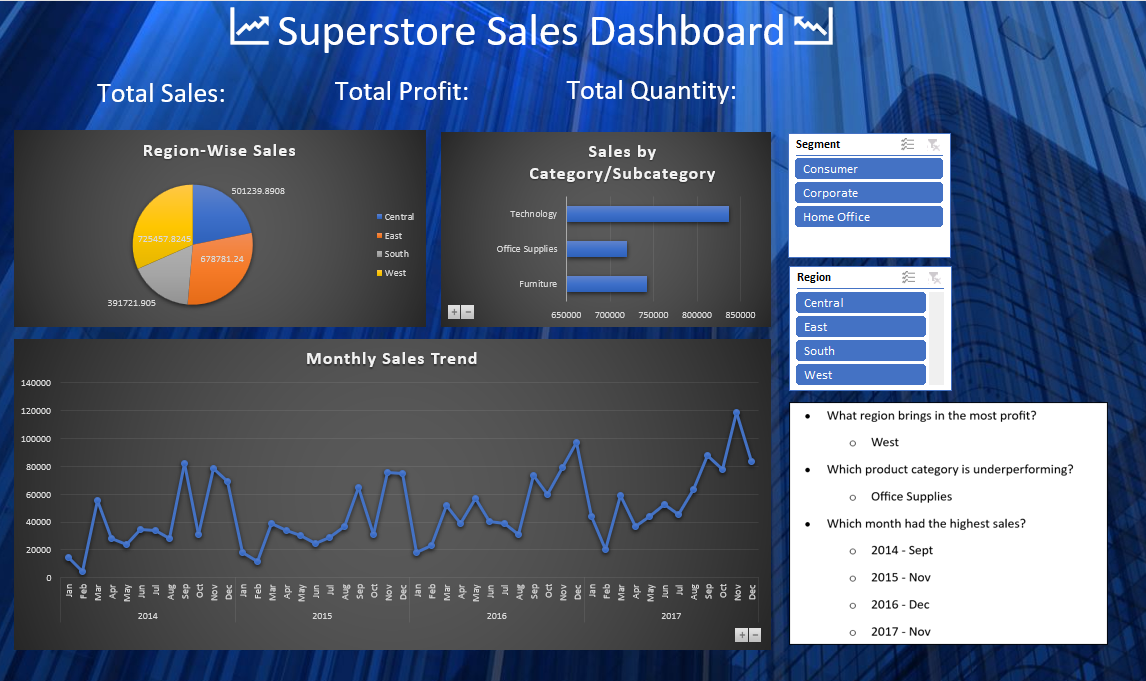 Superstore Sales Dashboard
Total Sales:
Total Profit:
Total Quantity:
Region-Wise Sales
501239.8908
725457.8245
678781.24
391721.905
Central
East
South
West
Sales by
Category/Subcategory
Technology
Office Supplies
Furniture
650000 700000 750000 800000 850000
+ −
Segment
Consumer
Corporate
Home Office
Region
Central
East
South
West
Monthly Sales Trend
140000
120000
100000
80000
60000
40000
20000
0
Jan Feb Mar Apr May Jun Jul Aug Sep Oct Nov Dec Jan Feb Mar Apr May Jun Jul Aug Sep Oct Nov Dec Jan Feb Mar Apr May Jun Jul Aug Sep Oct Nov Dec Jan Feb Mar Apr May Jun Jul Aug Sep Oct Nov Dec
2014 2015 2016 2017
+ −
• What region brings in the most profit?
o West
• Which product category is underperforming?
o Office Supplies
• Which month had the highest sales?
o 2014 - Sept
o 2015 - Nov
o 2016 - Dec
o 2017 - Nov